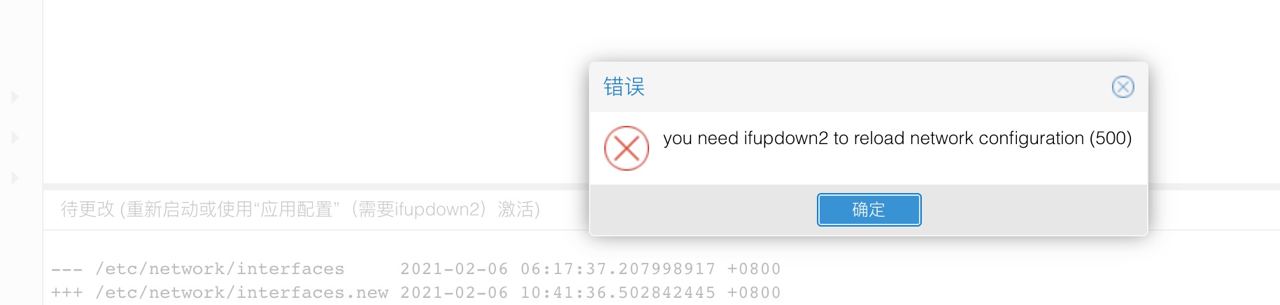 错误
you need ifupdown2 to reload network configuration (500)
确定
待更改 (重新启动或使用“应用配置”（需要ifupdown2）激活)
--- /etc/network/interfaces     2021-02-06 06:17:37.207998917 +0800
+++ /etc/network/interfaces.new 2021-02-06 10:41:36.502842445 +0800